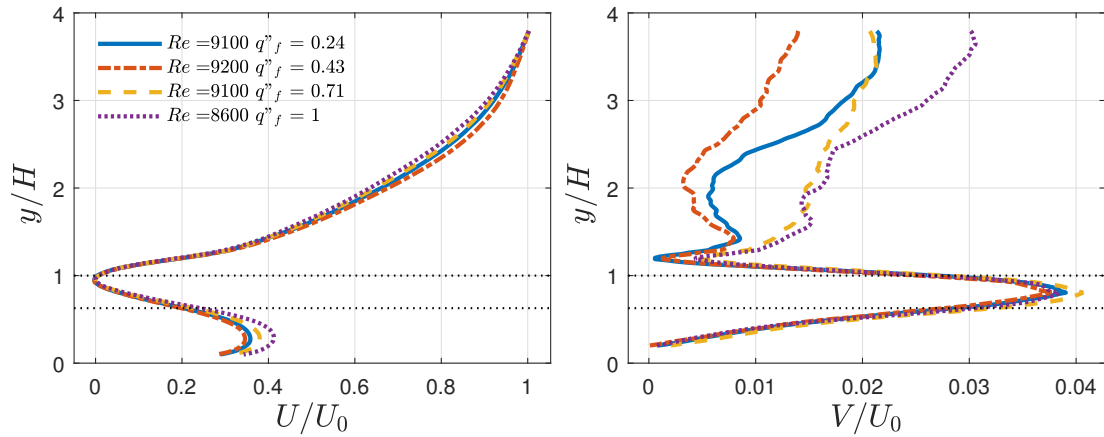 4
3
2
1
0
y/H
0
0.2
0.4
0.6
0.8
1
U/U0
Re =9100 q"f = 0.24
Re =9200 q"f = 0.43
Re =9100 q"f = 0.71
Re =8600 q"f = 1
4
3
2
1
0
y/H
0
0.01
0.02
0.03
0.04
V/U0